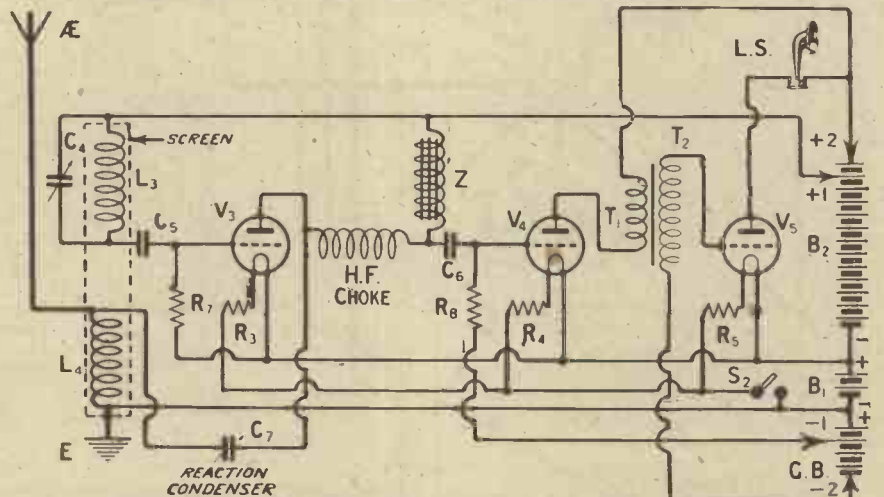 Æ
L.S.
C4
SCREEN
L3
C5
V3
Z
V4
T1
T2
V5
+2
+1
B2
H.F.
CHOKE
C6
R7
R3
R8
R4
R5
-
+
S2
B1
+
-1
L4
E
C7
REACTION
CONDENSER
G.B.
-2